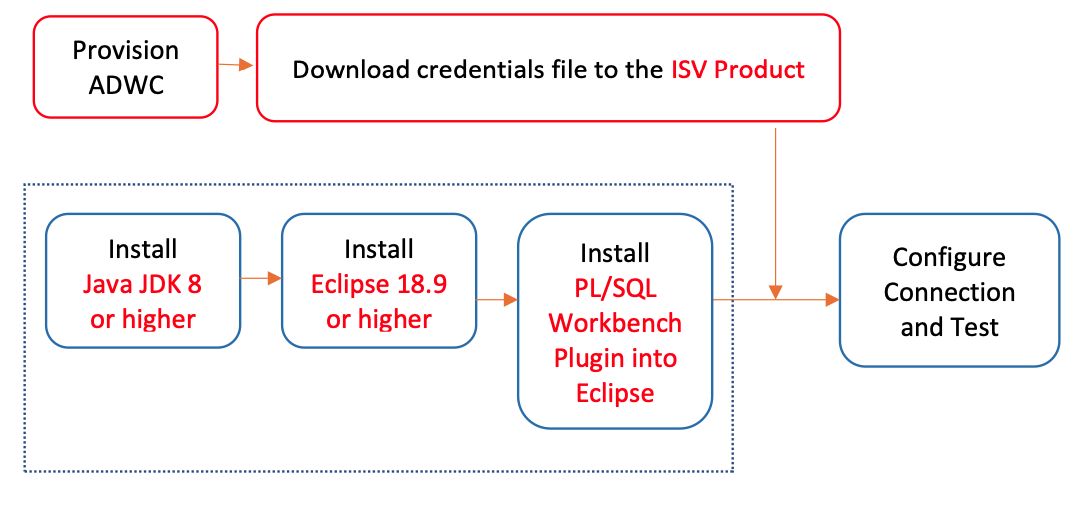 Provision
ADWC
Download credentials file to the ISV Product
Install
Java JDK 8
or higher
Install
Eclipse 18.9
or higher
Install
PL/SQL
Workbench
Plugin into
Eclipse
Configure
Connection
and Test